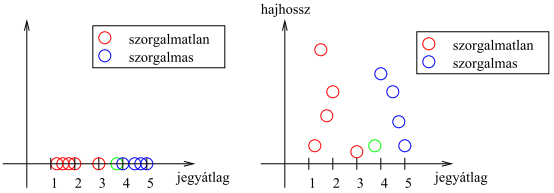 szorgalmatlan
szorgalmas
1 2 3 4 5
jegyátlag
hajhossz
szorgalmatlan
szorgalmas
1 2 3 4 5
jegyátlag